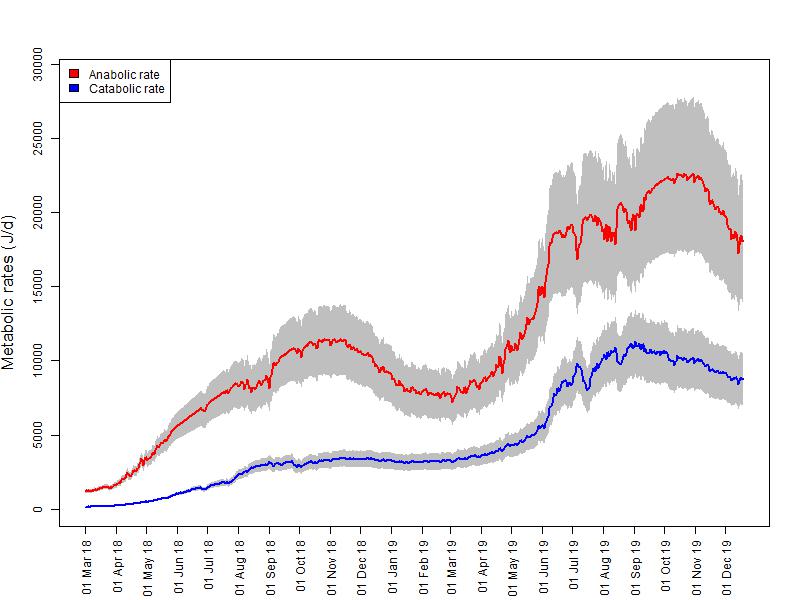 Anabolic rate
Catabolic rate
Metabolic rates (J/d)
30000
25000
20000
15000
10000
5000
0
01 Mar 18
01 Apr 18
01 May 18
01 Jun 18
01 Jul 18
01 Aug 18
01 Sep 18
01 Oct 18
01 Nov 18
01 Dec 18
01 Jan 19
01 Feb 19
01 Mar 19
01 Apr 19
01 May 19
01 Jun 19
01 Jul 19
01 Aug 19
01 Sep 19
01 Oct 19
01 Nov 19
01 Dec 19